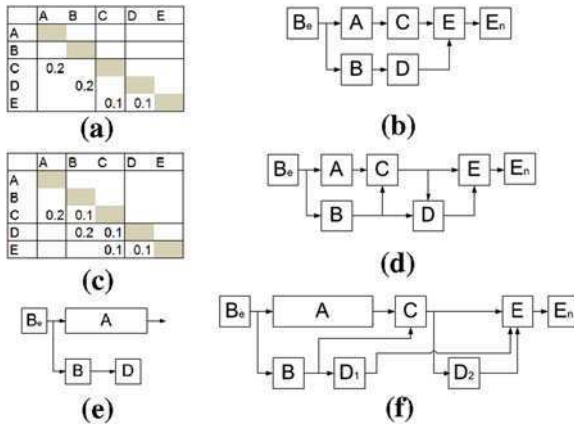 A B C D E
A
B
C 0.2
D 0.2
E 0.1 0.1
(a)
Be A C E En
B D
(b)
A B C D E
A
B
C 0.2 0.1
D 0.2 0.1
E 0.1 0.1
(c)
Be A C E En
B D
(d)
Be A
B D
(e)
Be A C E En
B D1 D2
(f)